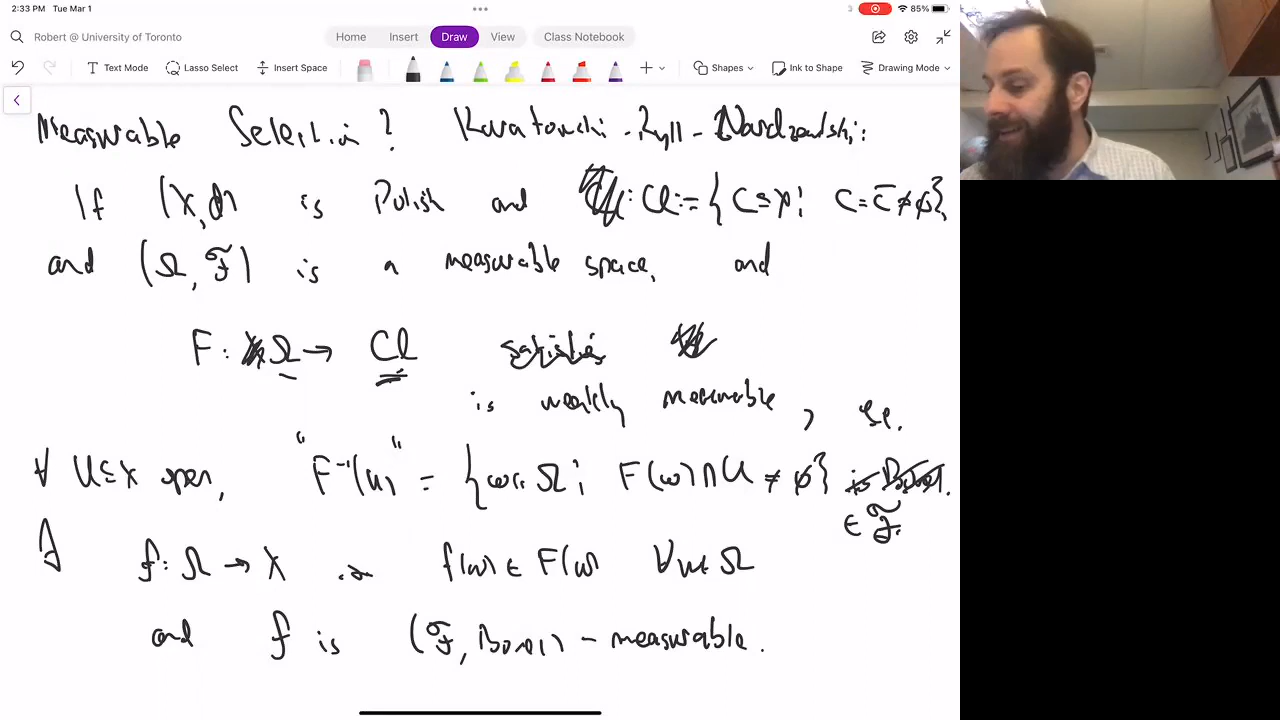 2:33 PM Tue Mar 1
85%
Robert @ University of Toronto
Home Insert Draw View Class Notebook
Text Mode Lasso Select Insert Space Shapes Ink to Shape Drawing Mode
Measurable Selection? Kuratowski - Ryll - Nardzewski:
If (X, d) is Polish and : Cl := { C ⊆ X : C = C̄ ≠ ∅ },
and (Ω, ℱ) is a measurable space, and
F : Ω → Cl satisfies
is weakly measurable, i.e.
∀ U ⊆ X open, "F⁻¹(U)" = { ω ∈ Ω ; F(ω) ∩ U ≠ ∅ } is Borel.
∈ ℱ.
∃ f : Ω → X f(ω) ∈ F(ω) ∀ ω ∈ Ω
and f is (ℱ, Borel) - measurable.